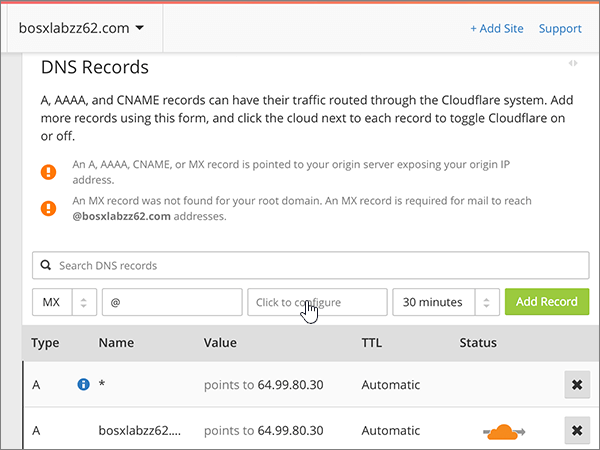 bosxlabzz62.com
+ Add Site Support
DNS Records
A, AAAA, and CNAME records can have their traffic routed through the Cloudflare system. Add
more records using this form, and click the cloud next to each record to toggle Cloudflare on
or off.
An A, AAAA, CNAME, or MX record is pointed to your origin server exposing your origin IP
address.
An MX record was not found for your root domain. An MX record is required for mail to reach
@bosxlabzz62.com addresses.
Search DNS records
MX @ Click to configure 30 minutes Add Record
Type Name Value TTL Status
A * points to 64.99.80.30 Automatic
A bosxlabzz62.... points to 64.99.80.30 Automatic